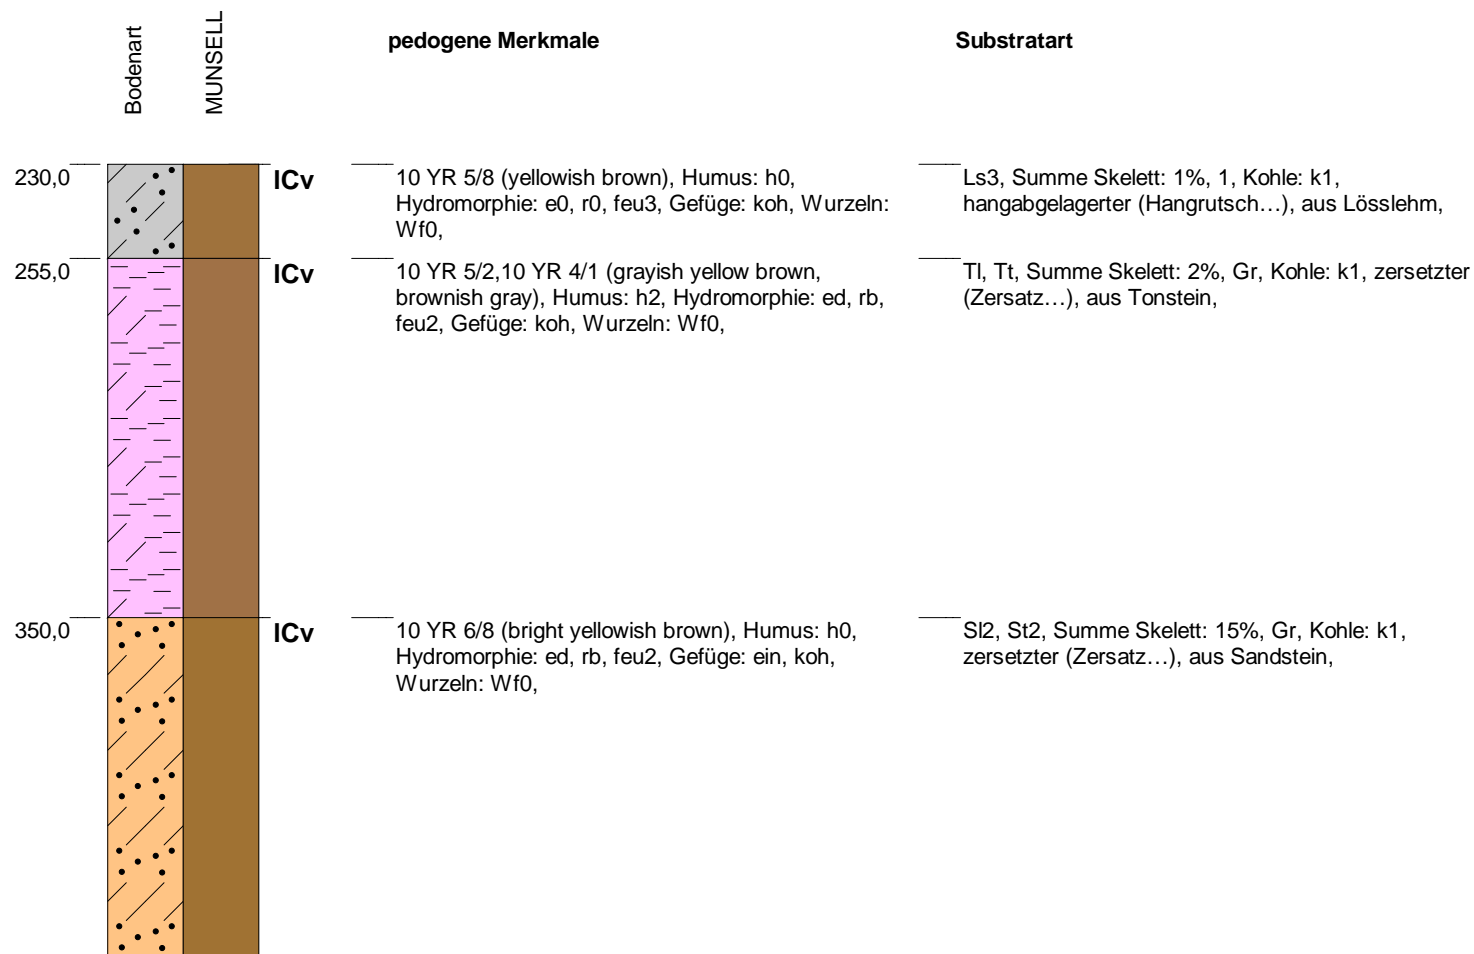 Bodenart
MUNSELL
pedogene Merkmale
Substratart
230,0
ICv
10 YR 5/8 (yellowish brown), Humus: h0,
Hydromorphie: e0, r0, feu3, Gefüge: koh, Wurzeln:
Wf0,
Ls3, Summe Skelett: 1%, 1, Kohle: k1,
hangabgelagerter (Hangrutsch…), aus Lösslehm,
255,0
ICv
10 YR 5/2,10 YR 4/1 (grayish yellow brown,
brownish gray), Humus: h2, Hydromorphie: ed, rb,
feu2, Gefüge: koh, Wurzeln: Wf0,
Tl, Tt, Summe Skelett: 2%, Gr, Kohle: k1, zersetzter
(Zersatz…), aus Tonstein,
350,0
ICv
10 YR 6/8 (bright yellowish brown), Humus: h0,
Hydromorphie: ed, rb, feu2, Gefüge: ein, koh,
Wurzeln: Wf0,
Sl2, St2, Summe Skelett: 15%, Gr, Kohle: k1,
zersetzter (Zersatz…), aus Sandstein,